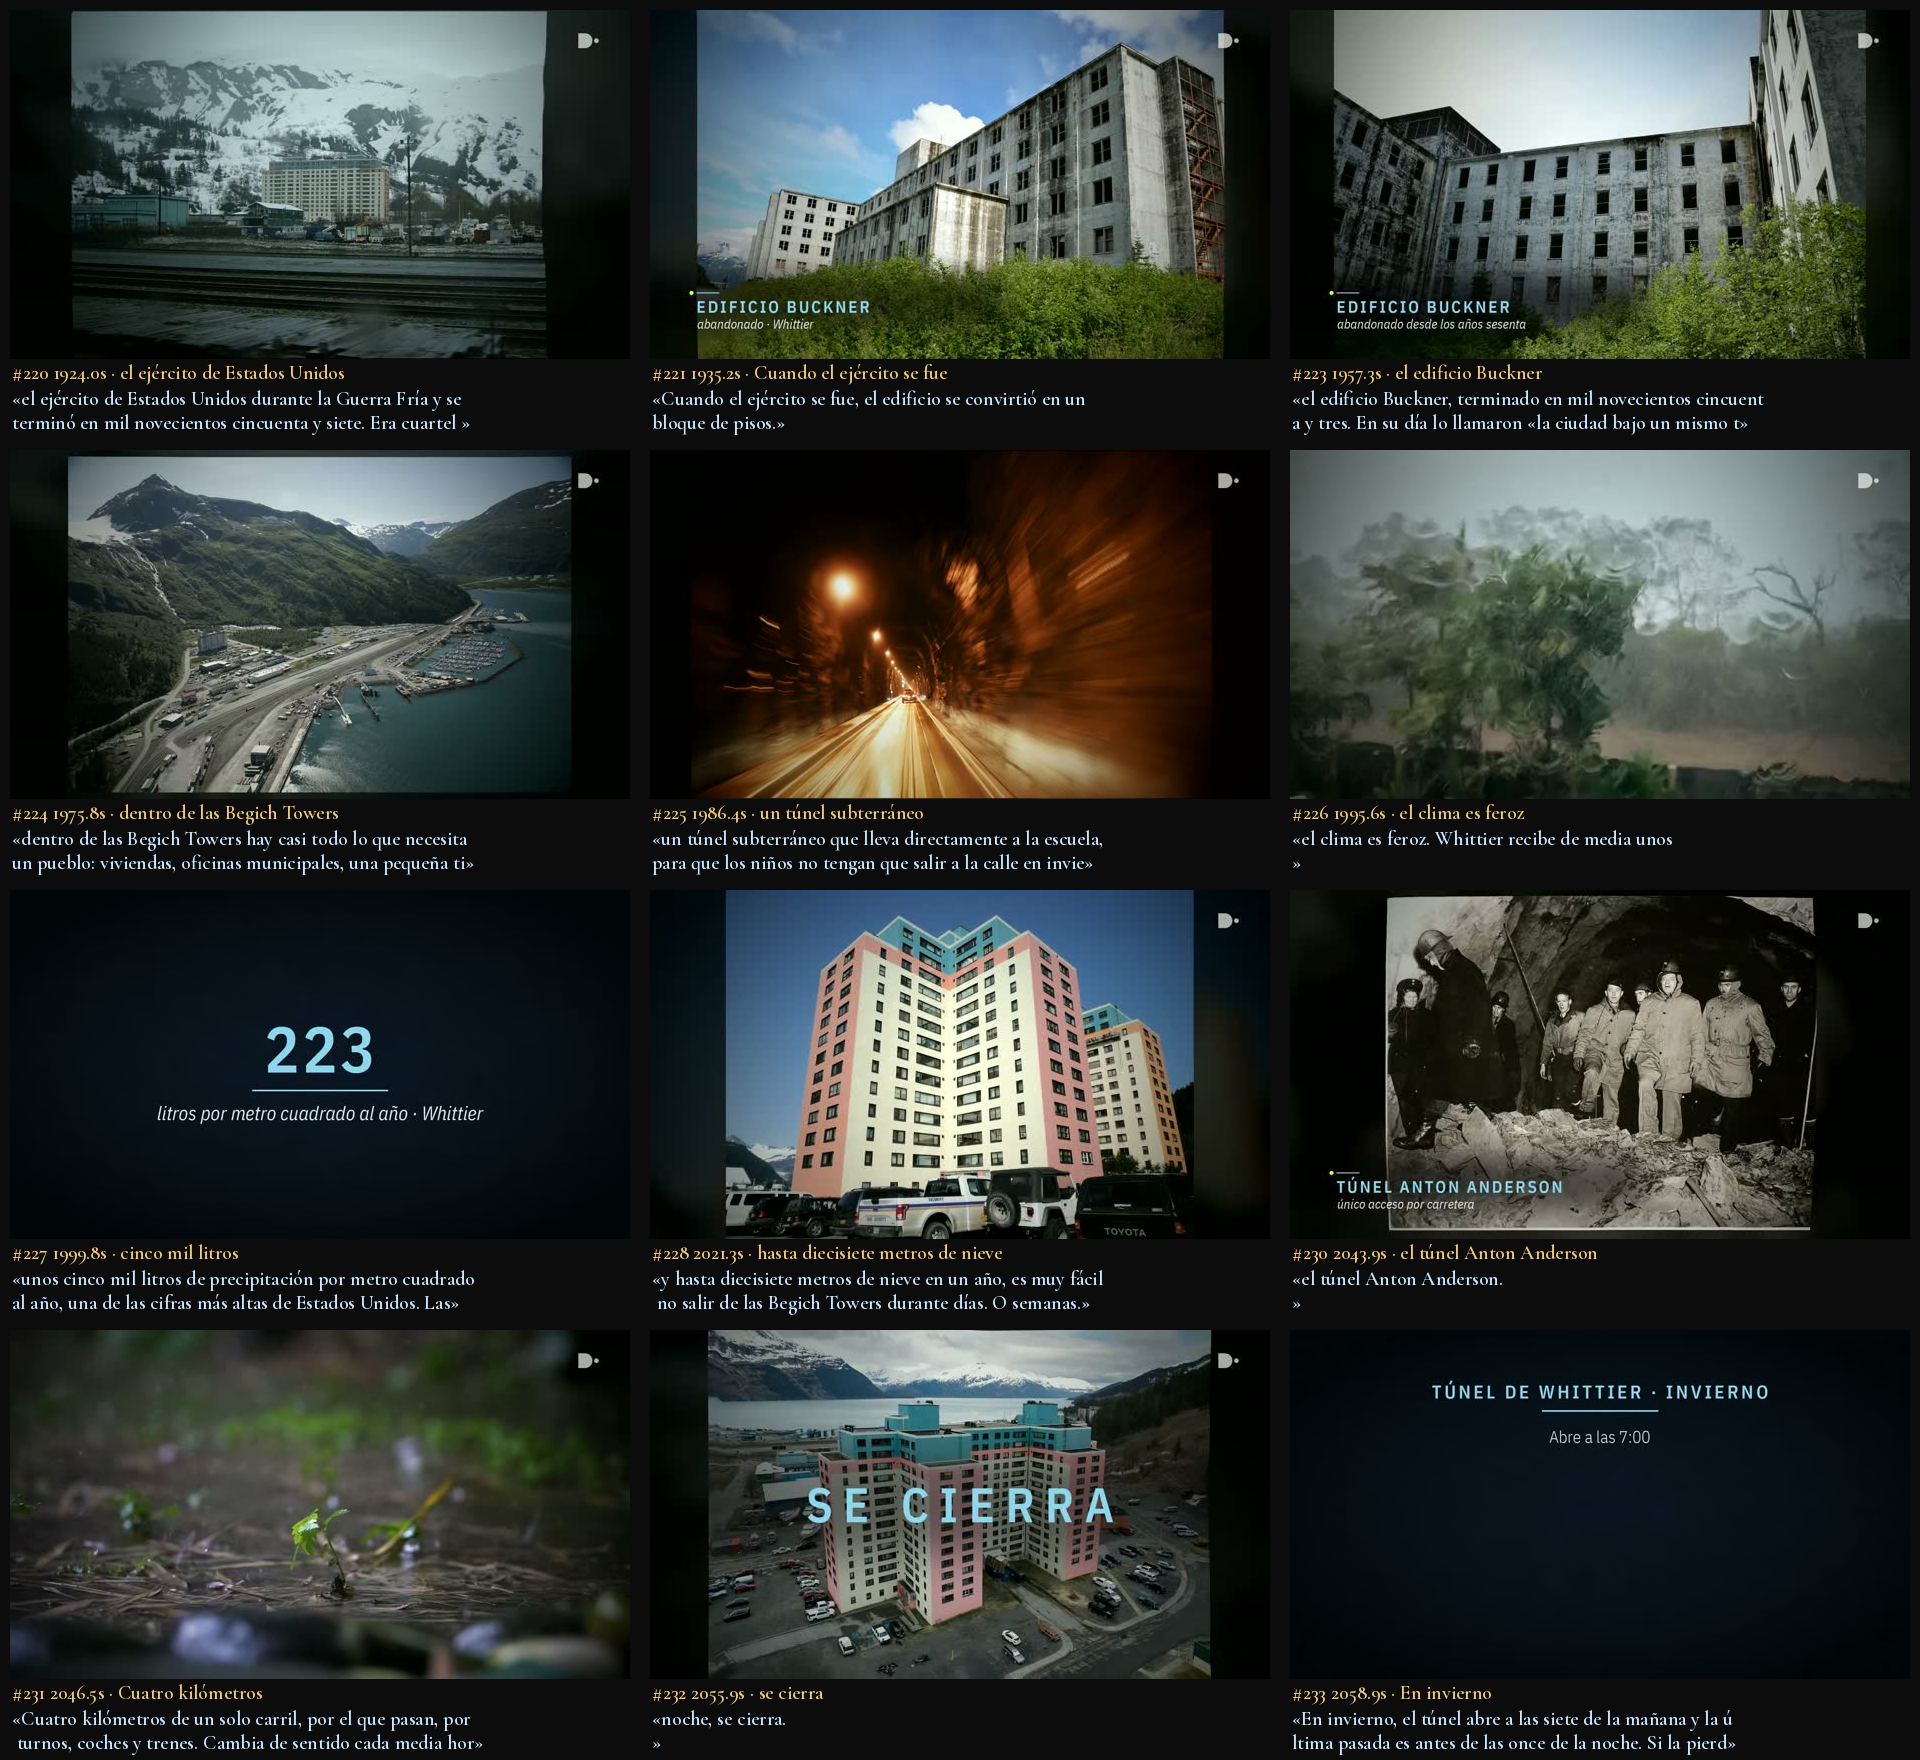 EDIFICIO BUCKNER
abandonado · Whittier
EDIFICIO BUCKNER
abandonado desde los años sesenta
#220 1924.0s · el ejército de Estados Unidos
«el ejército de Estados Unidos durante la Guerra Fría y se
terminó en mil novecientos cincuenta y siete. Era cuartel »
#221 1935.2s · Cuando el ejército se fue
«Cuando el ejército se fue, el edificio se convirtió en un
bloque de pisos.»
#223 1957.3s · el edificio Buckner
«el edificio Buckner, terminado en mil novecientos cincuent
a y tres. En su día lo llamaron «la ciudad bajo un mismo t»
#224 1975.8s · dentro de las Begich Towers
«dentro de las Begich Towers hay casi todo lo que necesita
un pueblo: viviendas, oficinas municipales, una pequeña ti»
#225 1986.4s · un túnel subterráneo
«un túnel subterráneo que lleva directamente a la escuela,
para que los niños no tengan que salir a la calle en invie»
#226 1995.6s · el clima es feroz
«el clima es feroz. Whittier recibe de media unos
»
223
litros por metro cuadrado al año · Whittier
TOYOTA
TÚNEL ANTON ANDERSON
único acceso por carretera
#227 1999.8s · cinco mil litros
«unos cinco mil litros de precipitación por metro cuadrado
al año, una de las cifras más altas de Estados Unidos. Las»
#228 2021.3s · hasta diecisiete metros de nieve
«y hasta diecisiete metros de nieve en un año, es muy fácil
no salir de las Begich Towers durante días. O semanas.»
#230 2043.9s · el túnel Anton Anderson
«el túnel Anton Anderson.
»
SE CIERRA
TÚNEL DE WHITTIER · INVIERNO
Abre a las 7:00
#231 2046.5s · Cuatro kilómetros
«Cuatro kilómetros de un solo carril, por el que pasan, por
turnos, coches y trenes. Cambia de sentido cada media hor»
#232 2055.9s · se cierra
«noche, se cierra.
»
#233 2058.9s · En invierno
«En invierno, el túnel abre a las siete de la mañana y la ú
ltima pasada es antes de las once de la noche. Si la pierd»